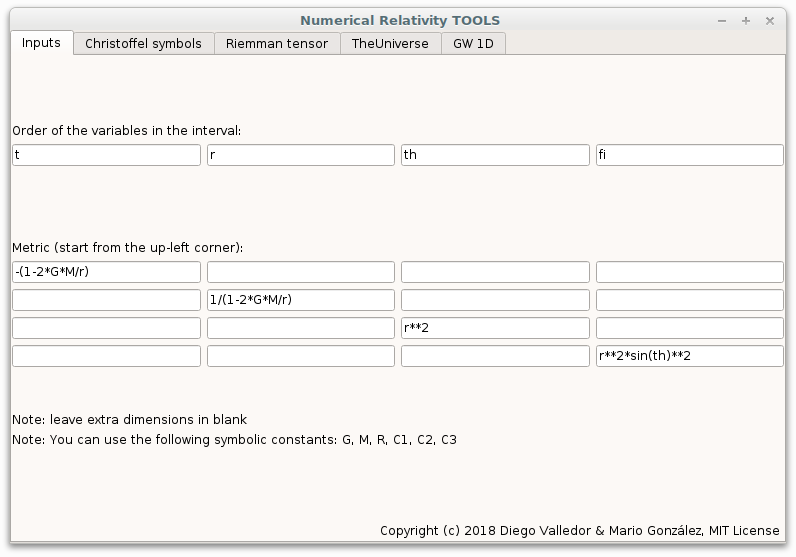 Numerical Relativity TOOLS
Inputs Christoffel symbols Riemman tensor TheUniverse GW 1D
Order of the variables in the interval:
t r th fi
Metric (start from the up-left corner):
-(1-2*G*M/r)
1/(1-2*G*M/r)
r**2
r**2*sin(th)**2
Note: leave extra dimensions in blank
Note: You can use the following symbolic constants: G, M, R, C1, C2, C3
Copyright (c) 2018 Diego Valledor & Mario González, MIT License